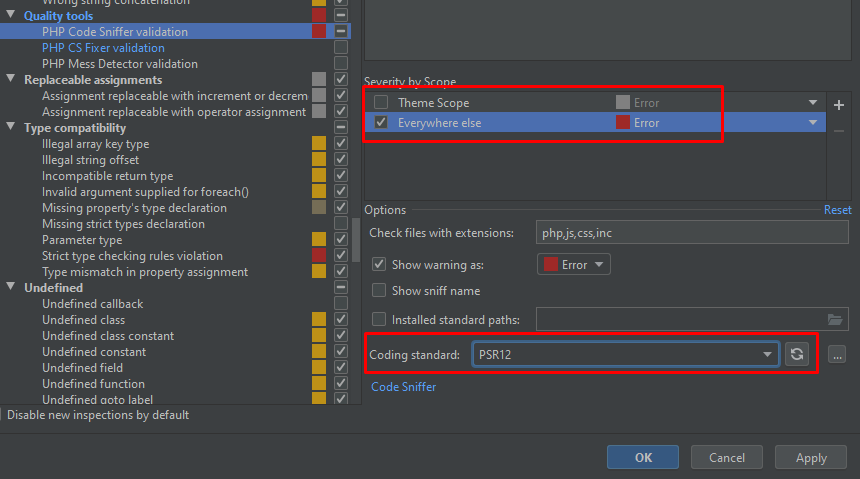 Wrong string concatenation
Quality tools
PHP Code Sniffer validation
PHP CS Fixer validation
PHP Mess Detector validation
Replaceable assignments
Assignment replaceable with increment or decrem
Assignment replaceable with operator assignment
Type compatibility
Illegal array key type
Illegal string offset
Incompatible return type
Invalid argument supplied for foreach()
Missing property's type declaration
Missing strict types declaration
Parameter type
Strict type checking rules violation
Type mismatch in property assignment
Undefined
Undefined callback
Undefined class
Undefined class constant
Undefined constant
Undefined field
Undefined function
Undefined goto label
Disable new inspections by default
Severity by Scope
Theme Scope Error
Everywhere else Error
Options Reset
Check files with extensions: php,js,css,inc
Show warning as: Error
Show sniff name
Installed standard paths:
Coding standard: PSR12 ...
Code Sniffer
OK Cancel Apply